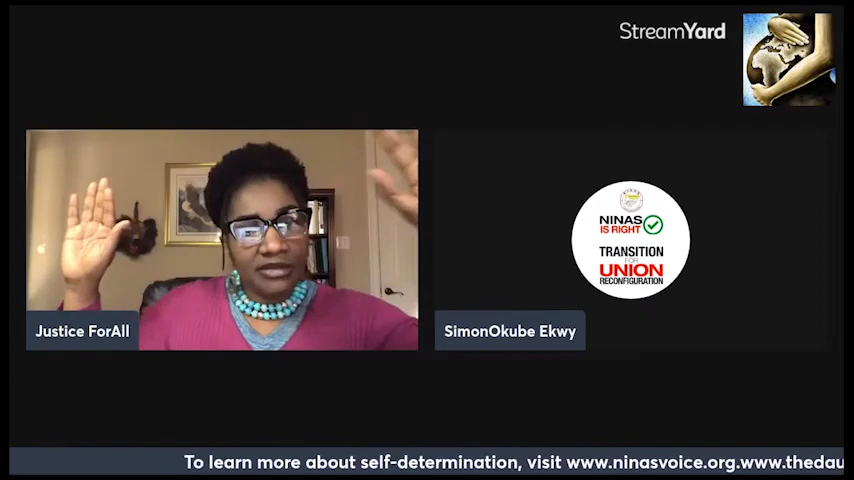 StreamYard
NINAS
IS RIGHT
TRANSITION
FOR
UNION
RECONFIGURATION
Justice ForAll
SimonOkube Ekwy
To learn more about self-determination, visit www.ninasvoice.org.www.thedau